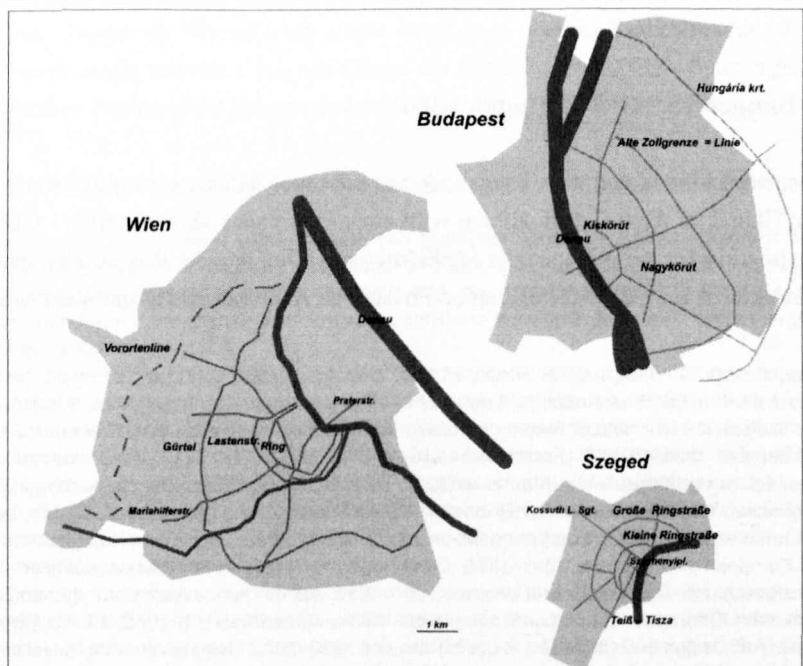 Budapest
Hungária krt.
Alte Zollgrenze = Linie
Kiskörút
Donau
Nagykörút
Wien
Donau
Vorortenline
Praterstr.
Gürtel
Lastenstr.
Ring
Mariahilferstr.
Szeged
Kossuth L. Sgt.
Große Ringstraße
Kleine Ringstraße
Széchenyipl.
Teiß - Tisza
1 km